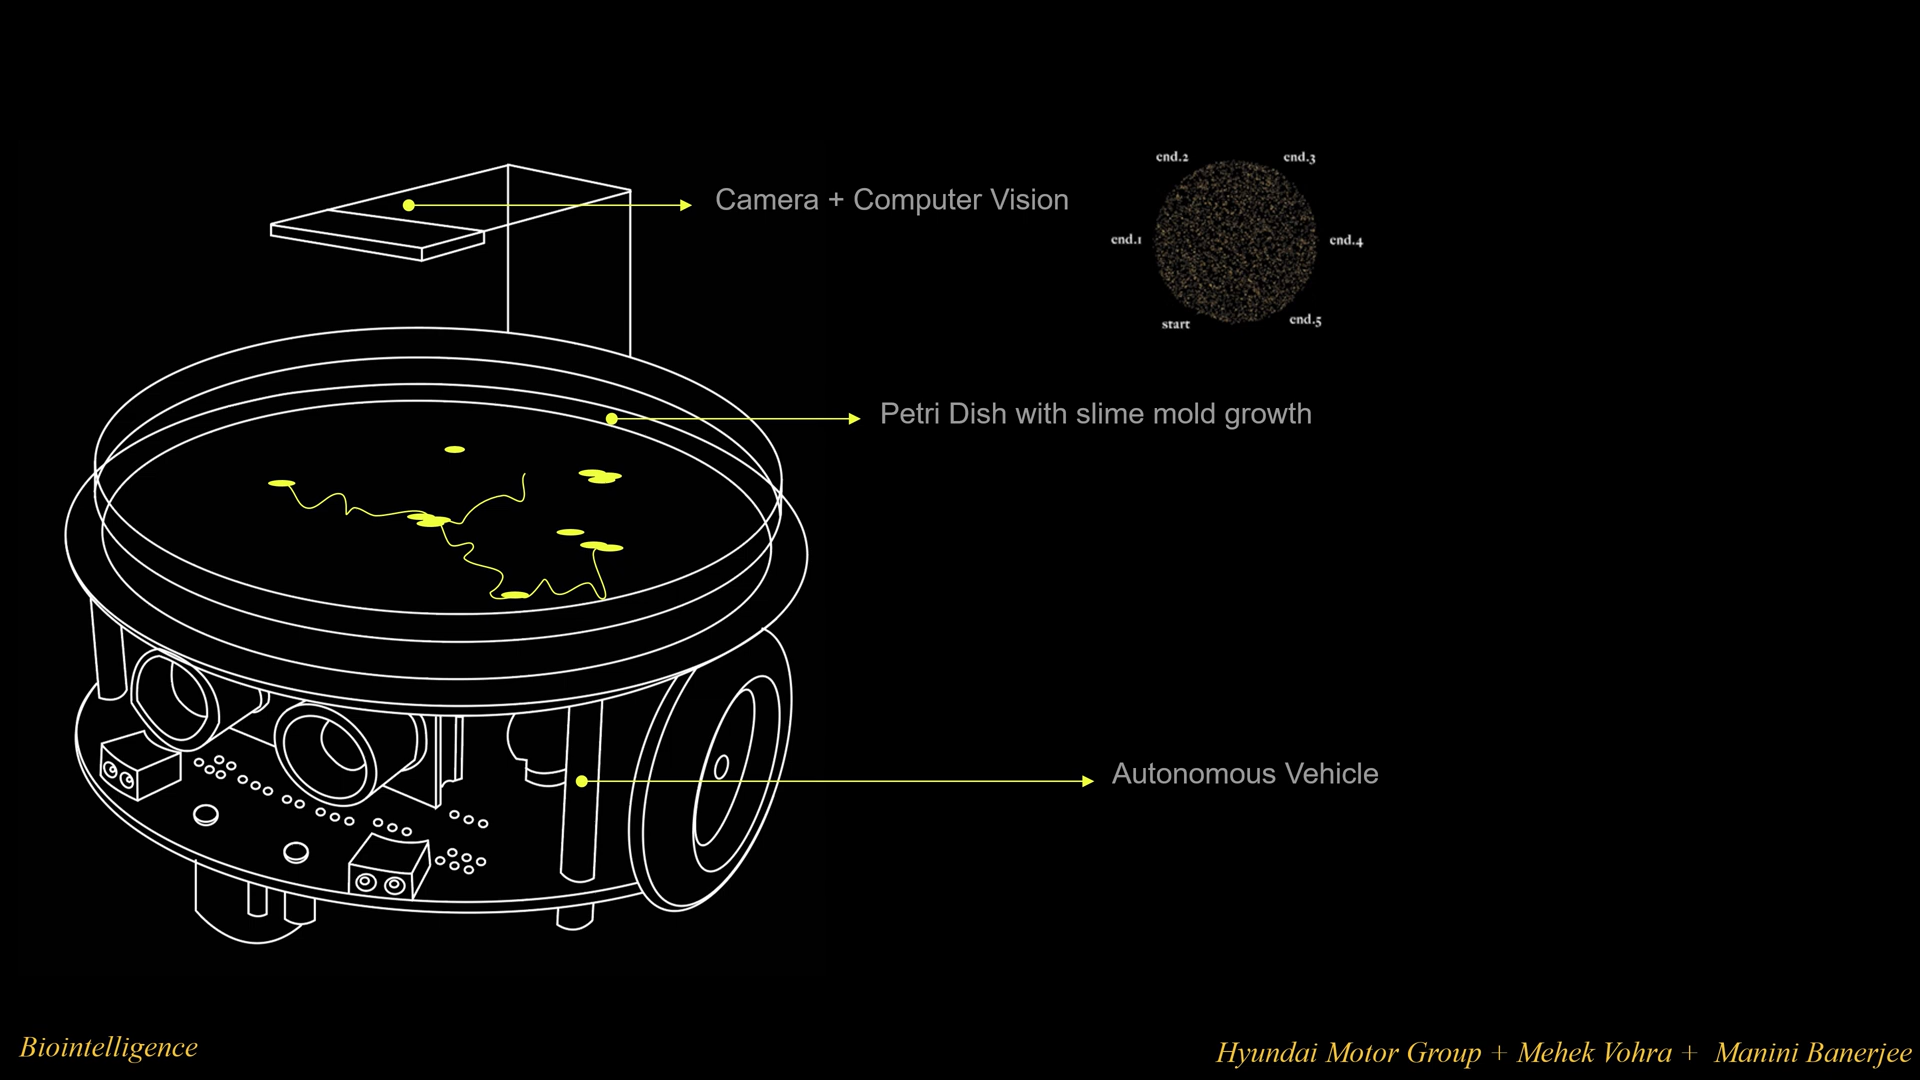 end.2
end.3
Camera + Computer Vision
end.1
end.4
start
end.5
Petri Dish with slime mold growth
Autonomous Vehicle
Biointelligence
Hyundai Motor Group + Mehek Vohra + Manini Banerjee